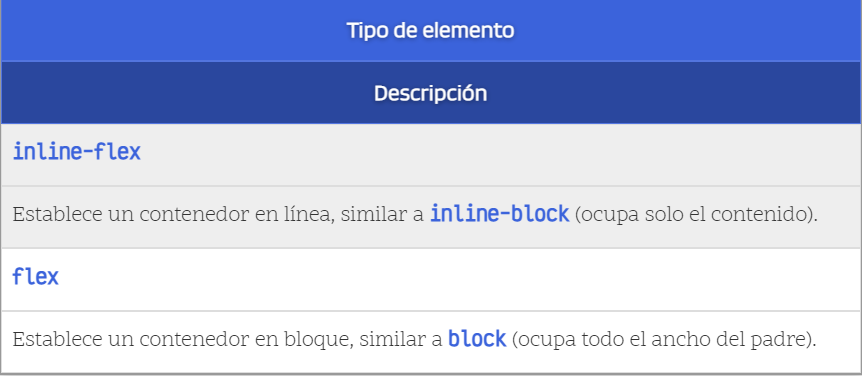 Tipo de elemento
Descripción
inline-flex
Establece un contenedor en línea, similar a inline-block (ocupa solo el contenido).
flex
Establece un contenedor en bloque, similar a block (ocupa todo el ancho del padre).